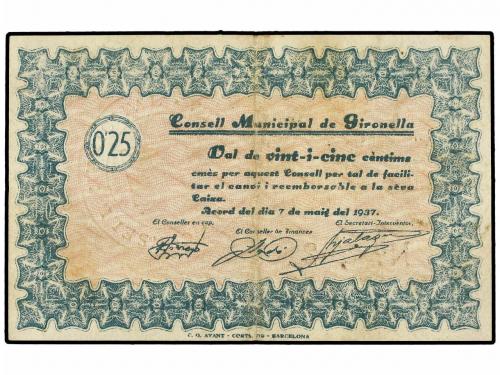 Consell Municipal de Gironella
0'25
Val de vint-i-cinc cèntims
emès per aquest Consell per tal de facili-
tar el canvi i reemborsable a la seva
Caixa.
Acord del dia 7 de maig del 1937.
El Conseller en cap,
El Conseller de Finances
El Secretari-Interventor,
C. O. AVANT - CORTS, 719 - BARCELONA